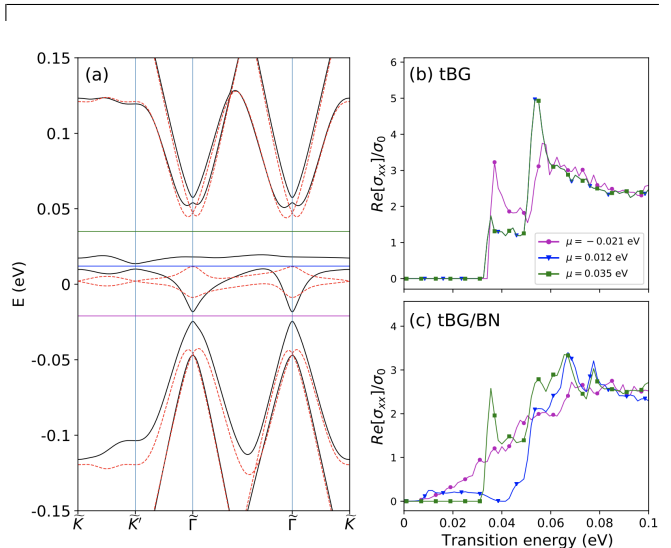 (a)
E (eV)
0.15
0.10
0.05
0
-0.05
-0.1
-0.15
K̃
K̃′
Γ̃
Γ̃
K̃
(b) tBG
Re[σxx]/σ0
6
5
4
3
2
1
0
μ = −0.021 eV
μ = 0.012 eV
μ = 0.035 eV
(c) tBG/BN
Re[σxx]/σ0
4
3
2
1
0
0
0.02
0.04
0.06
0.08
0.1
Transition energy (eV)